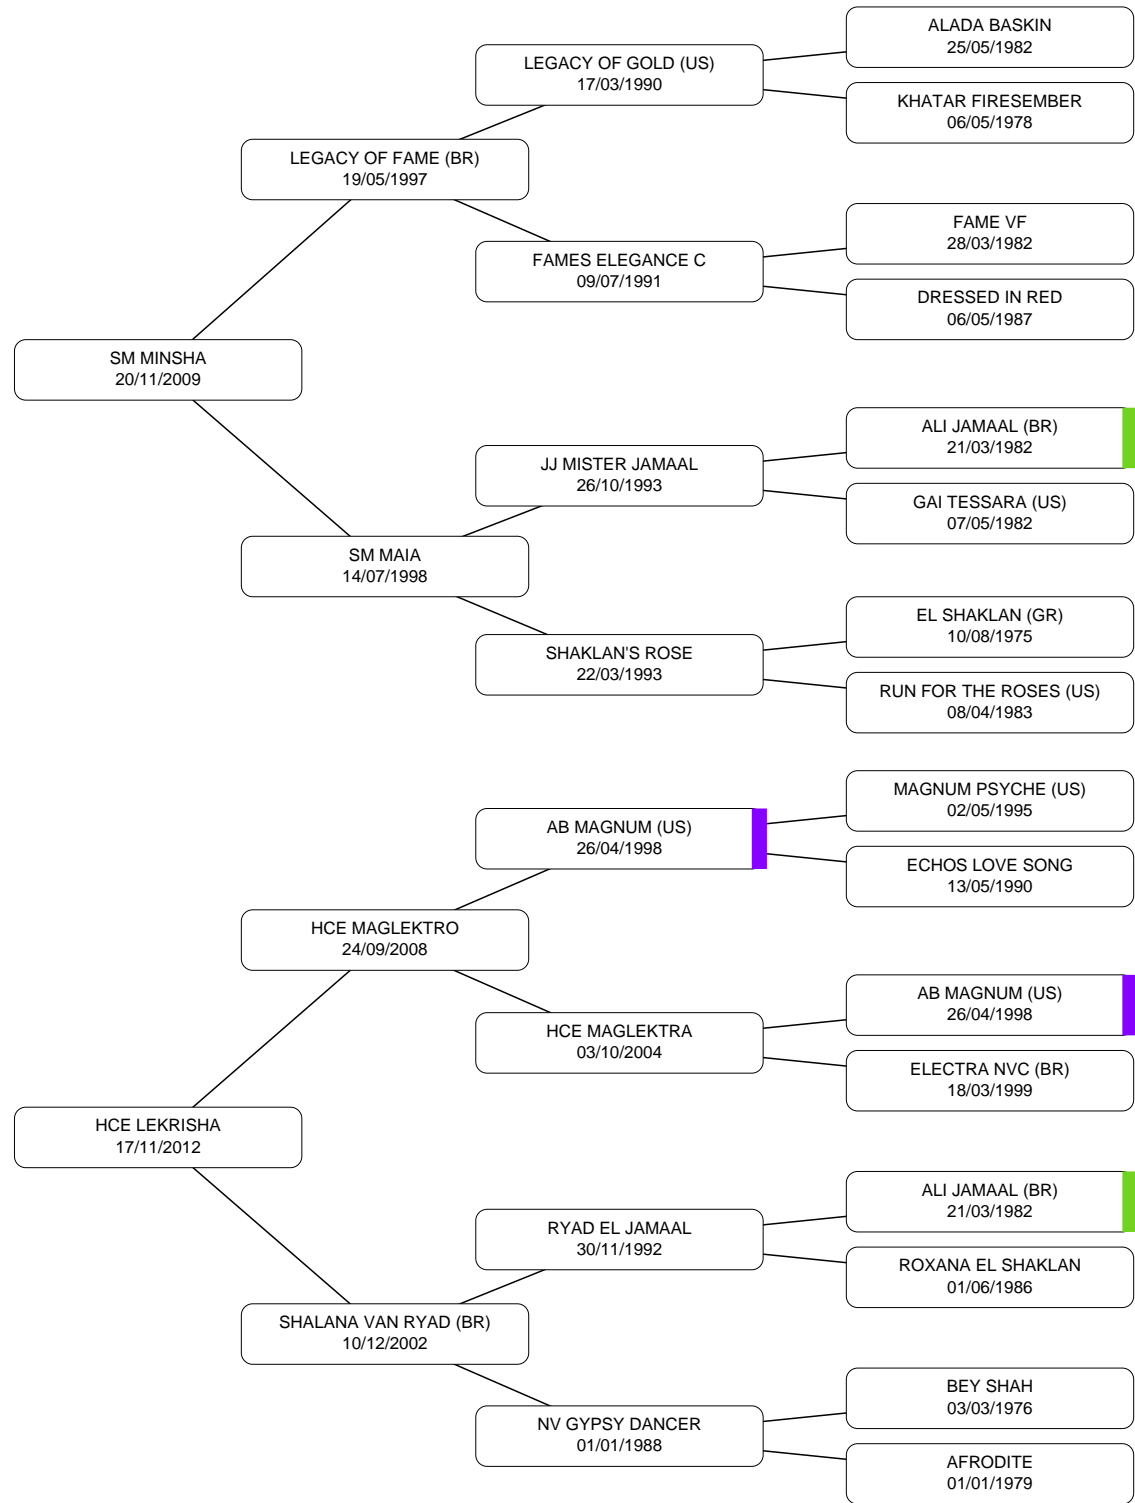 ALADA BASKIN
25/05/1982
LEGACY OF GOLD (US)
17/03/1990
KHATAR FIRESEMBER
06/05/1978
LEGACY OF FAME (BR)
19/05/1997
FAME VF
28/03/1982
FAMES ELEGANCE C
09/07/1991
DRESSED IN RED
06/05/1987
SM MINSHA
20/11/2009
ALI JAMAAL (BR)
21/03/1982
JJ MISTER JAMAAL
26/10/1993
GAI TESSARA (US)
07/05/1982
SM MAIA
14/07/1998
EL SHAKLAN (GR)
10/08/1975
SHAKLAN'S ROSE
22/03/1993
RUN FOR THE ROSES (US)
08/04/1983
MAGNUM PSYCHE (US)
02/05/1995
AB MAGNUM (US)
26/04/1998
ECHOS LOVE SONG
13/05/1990
HCE MAGLEKTRO
24/09/2008
AB MAGNUM (US)
26/04/1998
HCE MAGLEKTRA
03/10/2004
ELECTRA NVC (BR)
18/03/1999
HCE LEKRISHA
17/11/2012
ALI JAMAAL (BR)
21/03/1982
RYAD EL JAMAAL
30/11/1992
ROXANA EL SHAKLAN
01/06/1986
SHALANA VAN RYAD (BR)
10/12/2002
BEY SHAH
03/03/1976
NV GYPSY DANCER
01/01/1988
AFRODITE
01/01/1979